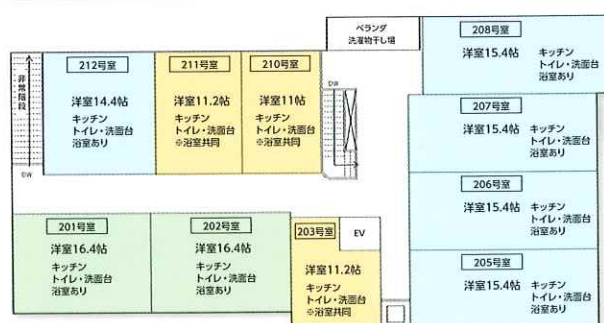 ベランダ
洗濯物干し場
208号室
洋室15.4帖
キッチン
トイレ・洗面台
浴室あり
非常階段
DW
212号室
洋室14.4帖
キッチン
トイレ・洗面台
浴室あり
211号室
洋室11.2帖
キッチン
トイレ・洗面台
※浴室共同
210号室
洋室11帖
キッチン
トイレ・洗面台
※浴室共同
DW
207号室
洋室15.4帖
キッチン
トイレ・洗面台
浴室あり
206号室
洋室15.4帖
キッチン
トイレ・洗面台
浴室あり
201号室
洋室16.4帖
キッチン
トイレ・洗面台
浴室あり
202号室
洋室16.4帖
キッチン
トイレ・洗面台
浴室あり
203号室
洋室11.2帖
キッチン
トイレ・洗面台
※浴室共同
EV
205号室
洋室15.4帖
キッチン
トイレ・洗面台
浴室あり